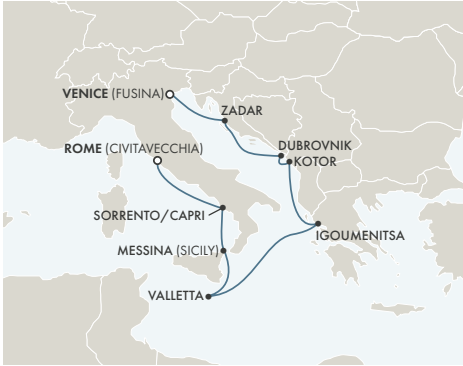 VENICE (FUSINA)
ZADAR
ROME (CIVITAVECCHIA)
DUBROVNIK
KOTOR
SORRENTO/CAPRI
IGOUMENITSA
MESSINA (SICILY)
VALLETTA